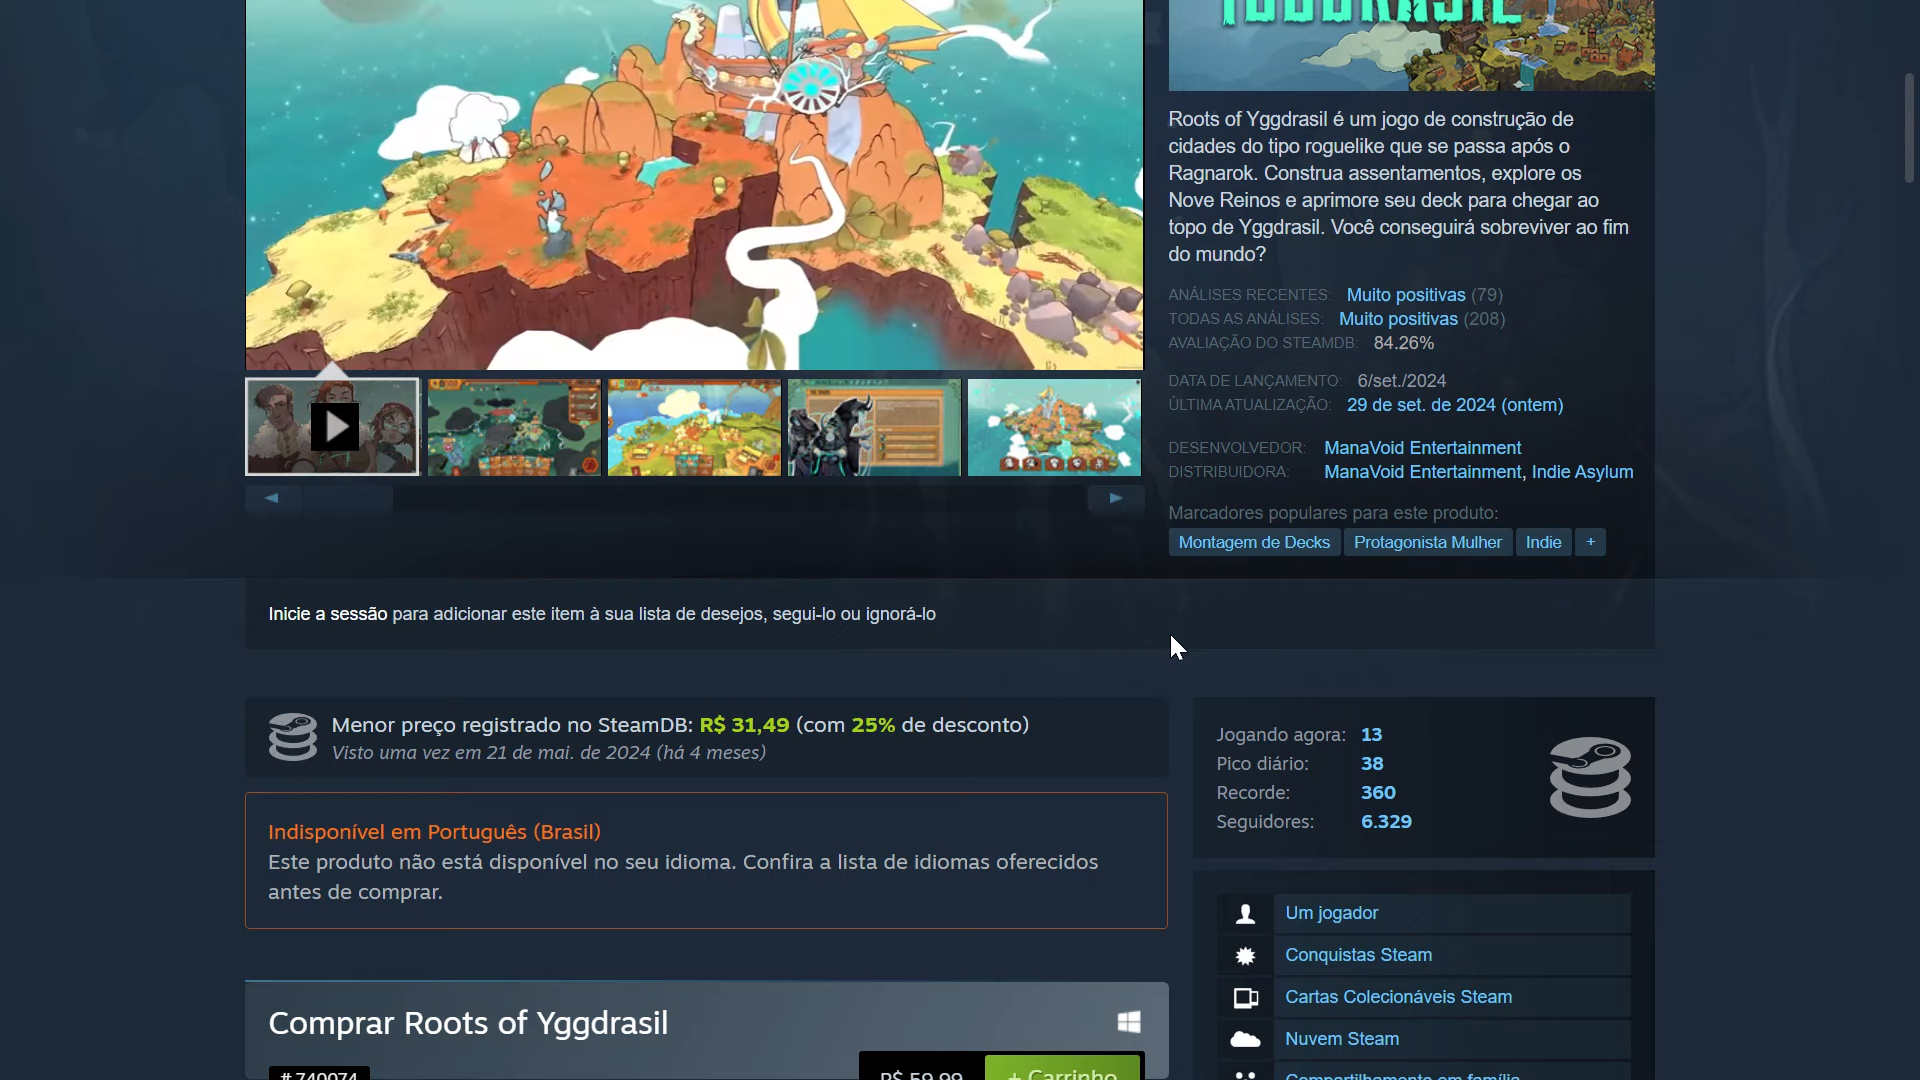 YGGDRASIL
Roots of Yggdrasil é um jogo de construção de
cidades do tipo roguelike que se passa após o
Ragnarok. Construa assentamentos, explore os
Nove Reinos e aprimore seu deck para chegar ao
topo de Yggdrasil. Você conseguirá sobreviver ao fim
do mundo?
ANÁLISES RECENTES: Muito positivas (79)
TODAS AS ANÁLISES: Muito positivas (208)
AVALIAÇÃO DO STEAMDB: 84.26%
DATA DE LANÇAMENTO: 6/set./2024
ÚLTIMA ATUALIZAÇÃO: 29 de set. de 2024 (ontem)
DESENVOLVEDOR: ManaVoid Entertainment
DISTRIBUIDORA: ManaVoid Entertainment, Indie Asylum
Marcadores populares para este produto:
Montagem de Decks Protagonista Mulher Indie +
Inicie a sessão para adicionar este item à sua lista de desejos, segui-lo ou ignorá-lo
Menor preço registrado no SteamDB: R$ 31,49 (com 25% de desconto)
Visto uma vez em 21 de mai. de 2024 (há 4 meses)
Indisponível em Português (Brasil)
Este produto não está disponível no seu idioma. Confira a lista de idiomas oferecidos
antes de comprar.
Comprar Roots of Yggdrasil
#740074
R$ 59,99 + Carrinho
Jogando agora: 13
Pico diário: 38
Recorde: 360
Seguidores: 6.329
Um jogador
Conquistas Steam
Cartas Colecionáveis Steam
Nuvem Steam
Compartilhamento em família